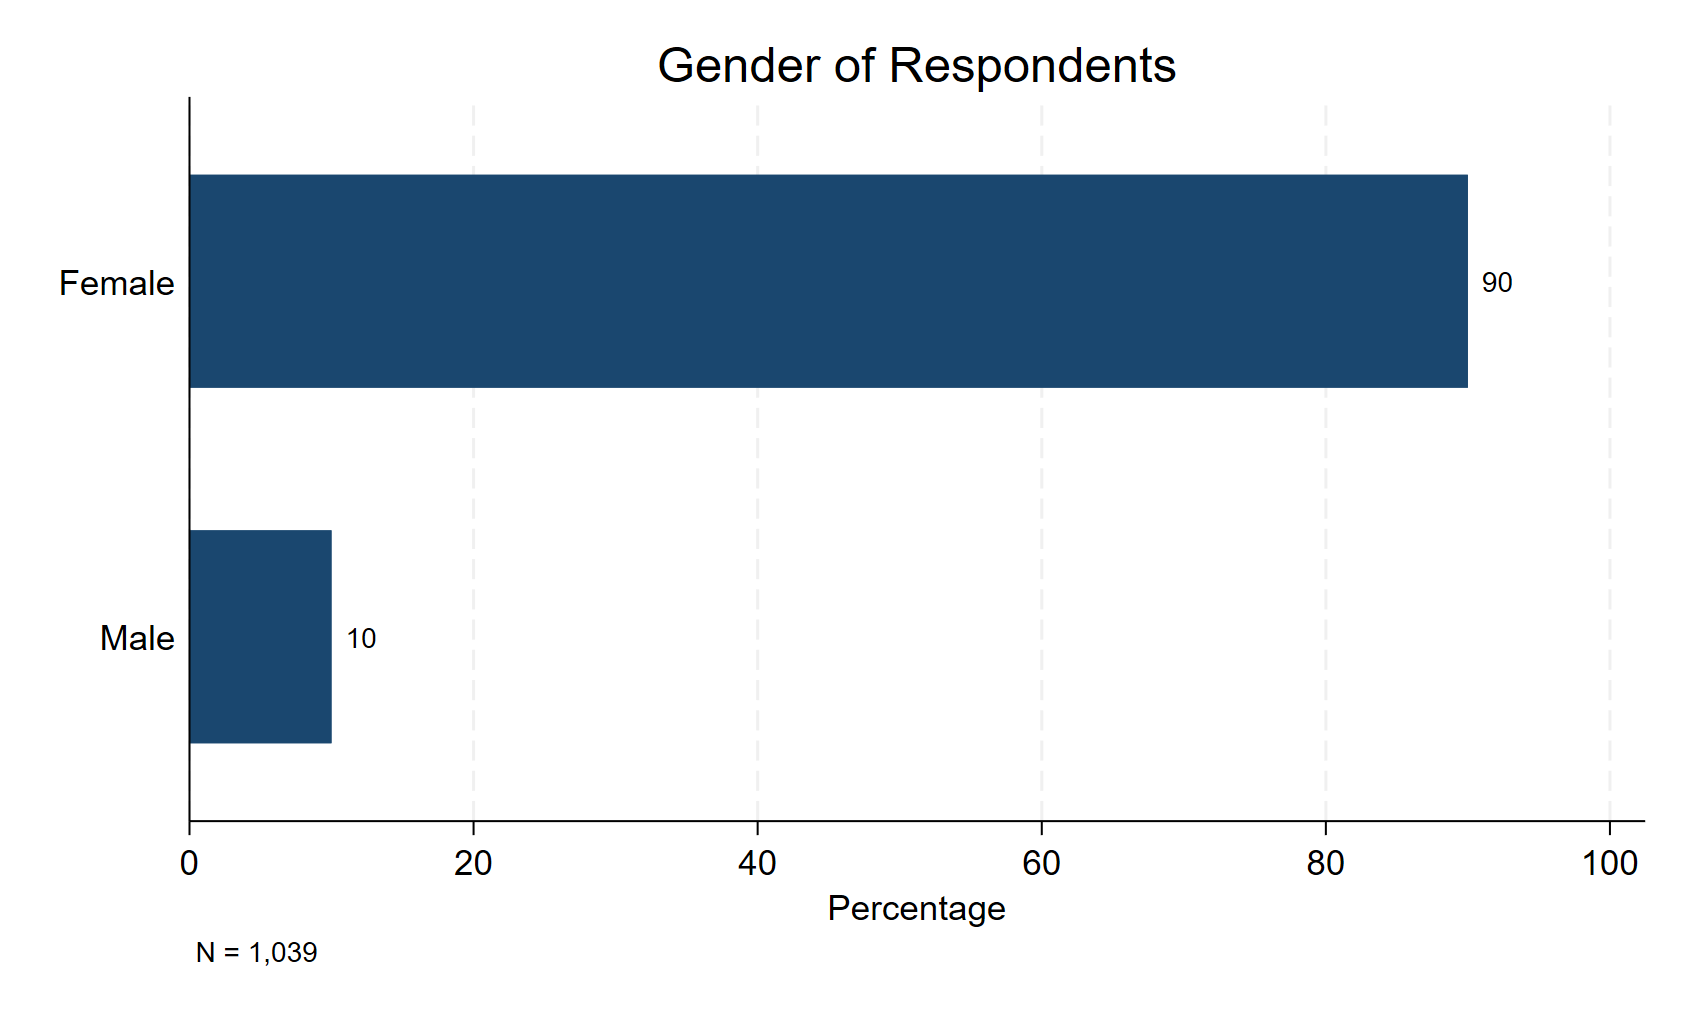 Gender of Respondents
Female
90
Male
10
0 20 40 60 80 100
Percentage
N = 1,039